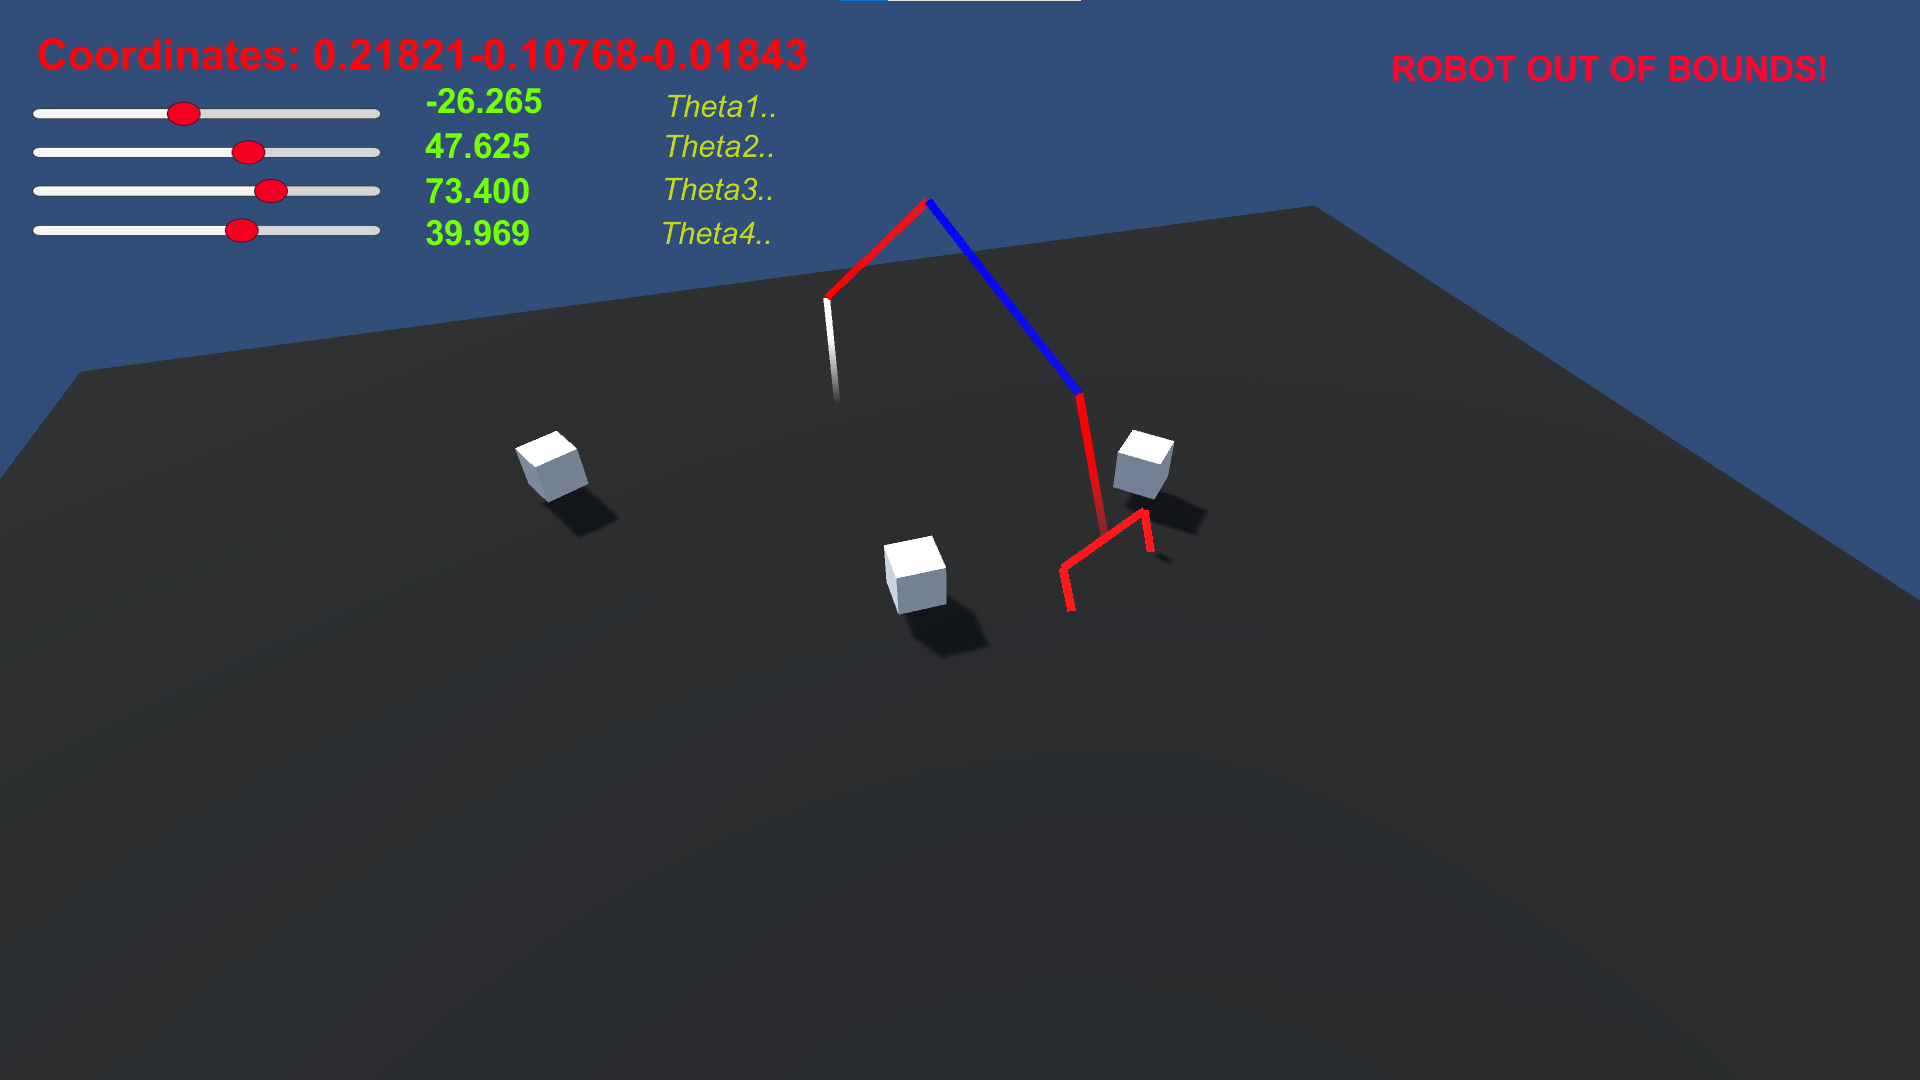 Coordinates: 0.21821-0.10768-0.01843
ROBOT OUT OF BOUNDS!
-26.265 Theta1..
47.625 Theta2..
73.400 Theta3..
39.969 Theta4..